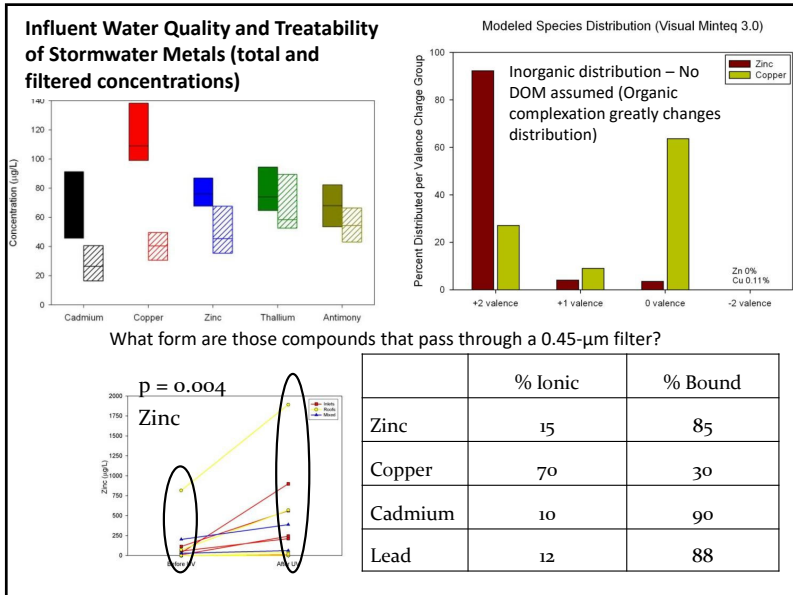 Influent Water Quality and Treatability
of Stormwater Metals (total and
filtered concentrations)
140
120
100
80
60
40
20
0
Concentration (µg/L)
Cadmium Copper Zinc Thallium Antimony
Modeled Species Distribution (Visual Minteq 3.0)
100
80
60
40
20
0
Percent Distributed per Valence Charge Group
Zinc
Copper
Inorganic distribution – No
DOM assumed (Organic
complexation greatly changes
distribution)
Zn 0%
Cu 0.11%
+2 valence +1 valence 0 valence -2 valence
What form are those compounds that pass through a 0.45-µm filter?
p = 0.004
Zinc
2000
1750
1500
1250
1000
750
500
250
0
Zinc (µg/L)
Inlets
Roofs
Mixed
Before UV After UV
% Ionic % Bound
Zinc 15 85
Copper 70 30
Cadmium 10 90
Lead 12 88